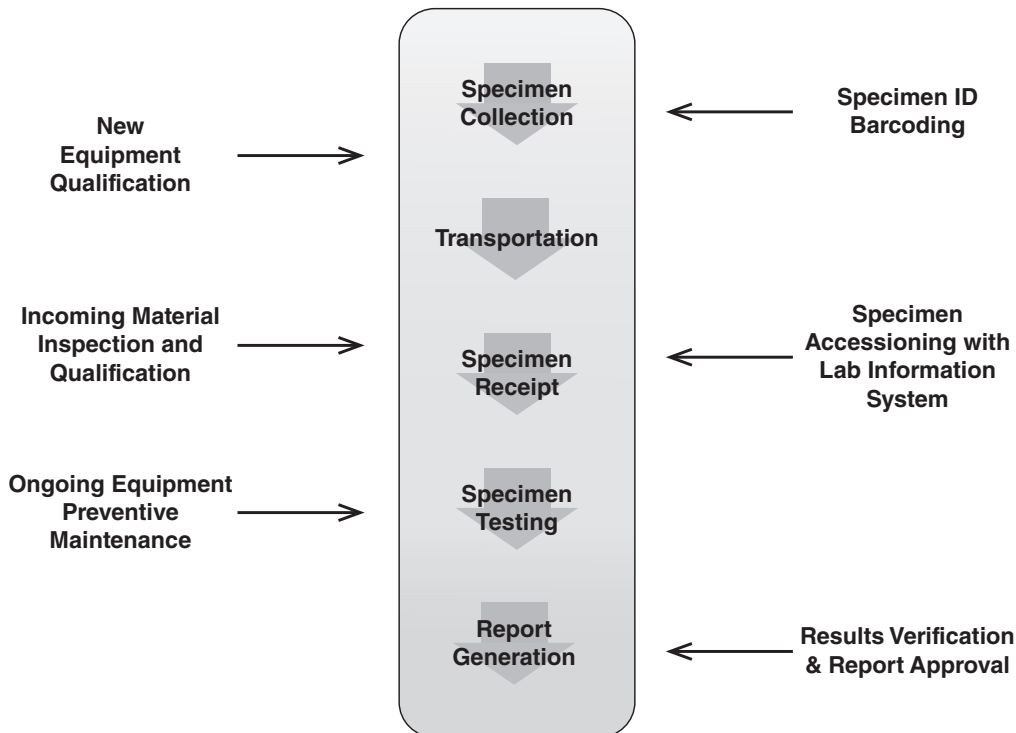 Specimen
Collection
Transportation
Specimen
Receipt
Specimen
Testing
Report
Generation
New
Equipment
Qualification
Incoming Material
Inspection and
Qualification
Ongoing Equipment
Preventive
Maintenance
Specimen ID
Barcoding
Specimen
Accessioning with
Lab Information
System
Results Verification
& Report Approval